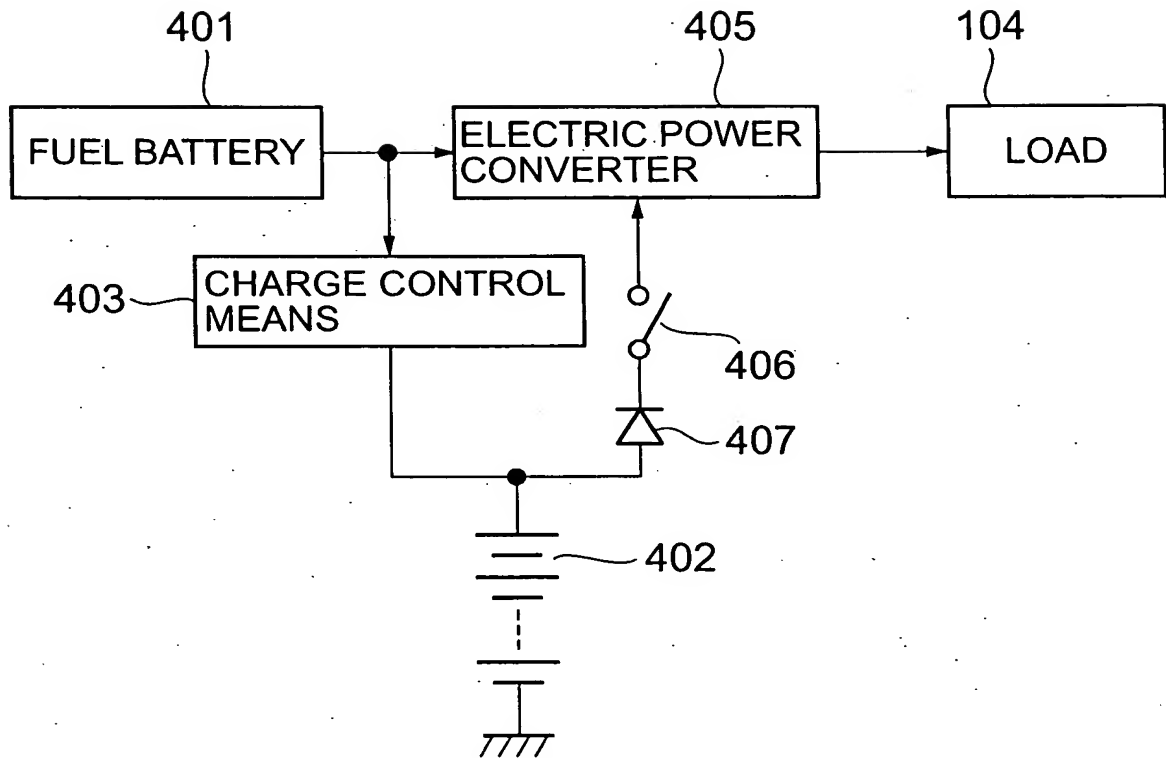 401
405
104
FUEL BATTERY
ELECTRIC POWER
CONVERTER
LOAD
403
CHARGE CONTROL
MEANS
406
407
402